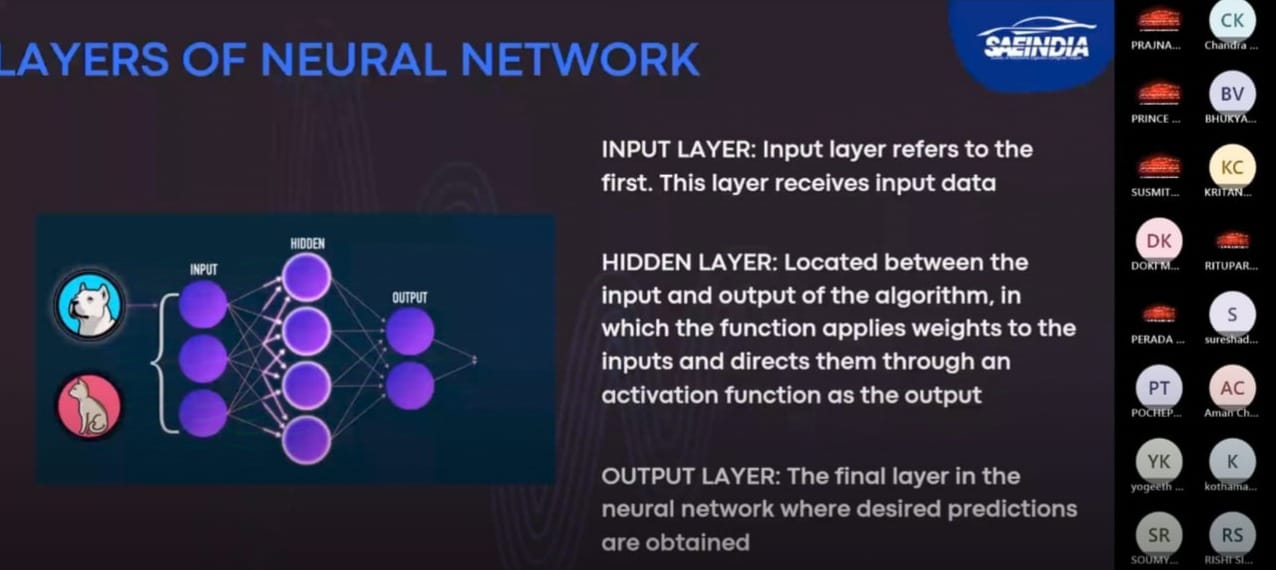 LAYERS OF NEURAL NETWORK
SAEINDIA
INPUT LAYER: Input layer refers to the
first. This layer receives input data
HIDDEN LAYER: Located between the
input and output of the algorithm, in
which the function applies weights to the
inputs and directs them through an
activation function as the output
OUTPUT LAYER: The final layer in the
neural network where desired predictions
are obtained
INPUT
HIDDEN
OUTPUT
PRAJNA...
CK
Chandra ...
PRINCE ...
BV
BHUKYA...
SUSMIT...
KC
KRITAN...
DK
DOKI M...
RITUPAR...
PERADA ...
S
sureshad...
PT
POCHEP...
AC
Aman Ch...
YK
yogeeth ...
K
kothama...
SR
SOUMY...
RS
RISHI SI...